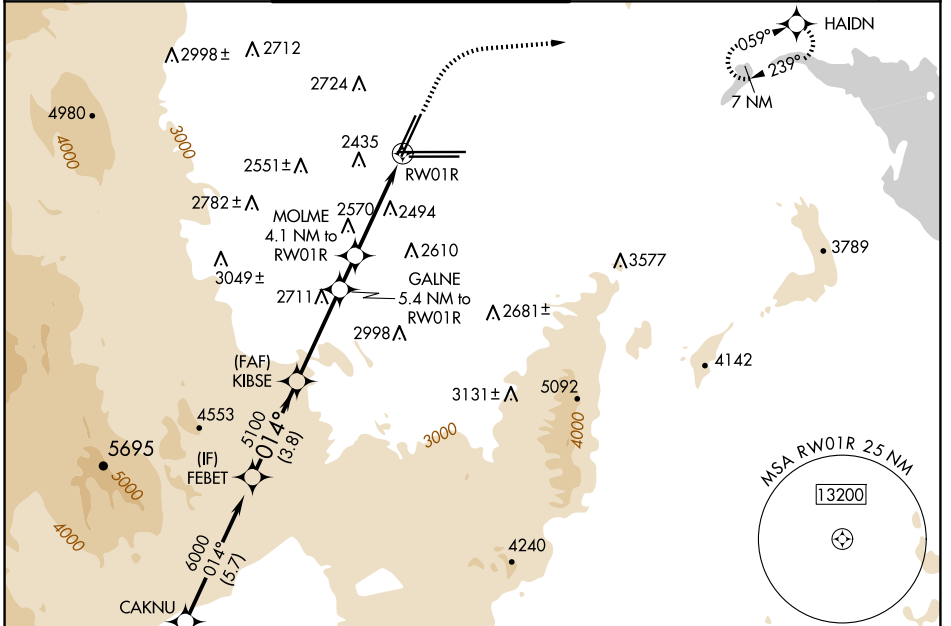 2998±
2712
059°
HAIDN
239°
7 NM
2724
4980
4000
3000
2435
2551±
RW01R
2782±
2570
2494
MOLME
4.1 NM to
RW01R
2610
3049±
GALNE
5.4 NM to
RW01R
2711
2998
2681±
3577
3789
4142
(FAF)
KIBSE
3131±
5092
4000
3000
4553
5100
014°
(3.8)
(IF)
FEBET
5695
5000
4000
6000
014°
(5.7)
4240
CAKNU
MSA RW01R 25 NM
13200